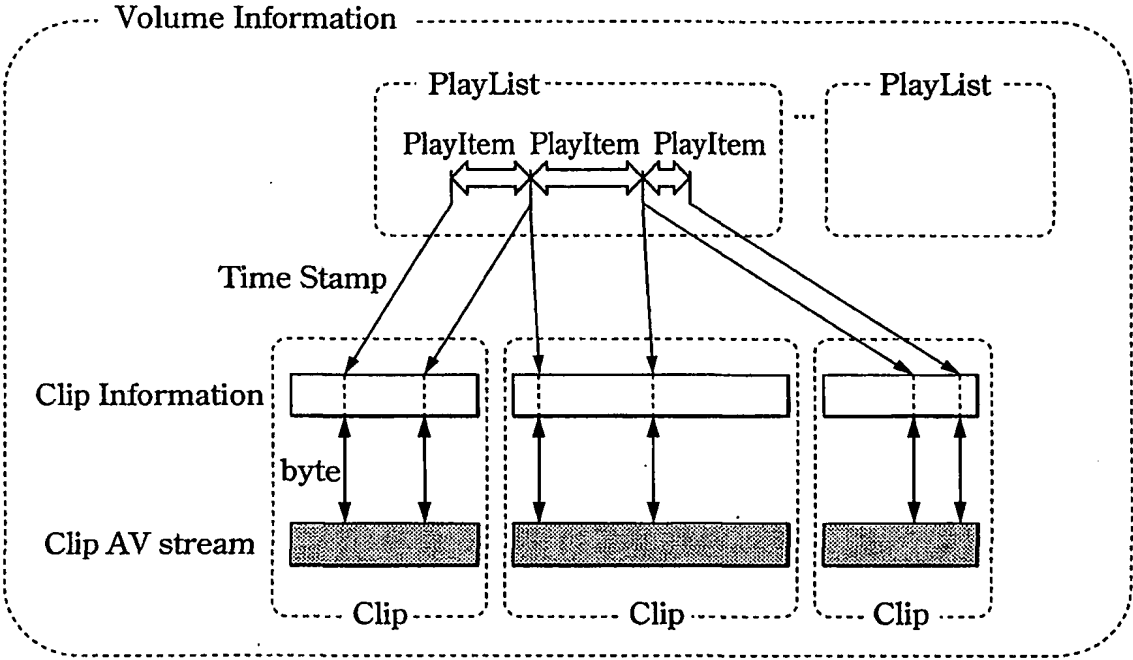 Volume Information
PlayList
PlayList
...
PlayItem PlayItem PlayItem
Time Stamp
Clip Information
byte
Clip AV stream
Clip
Clip
Clip